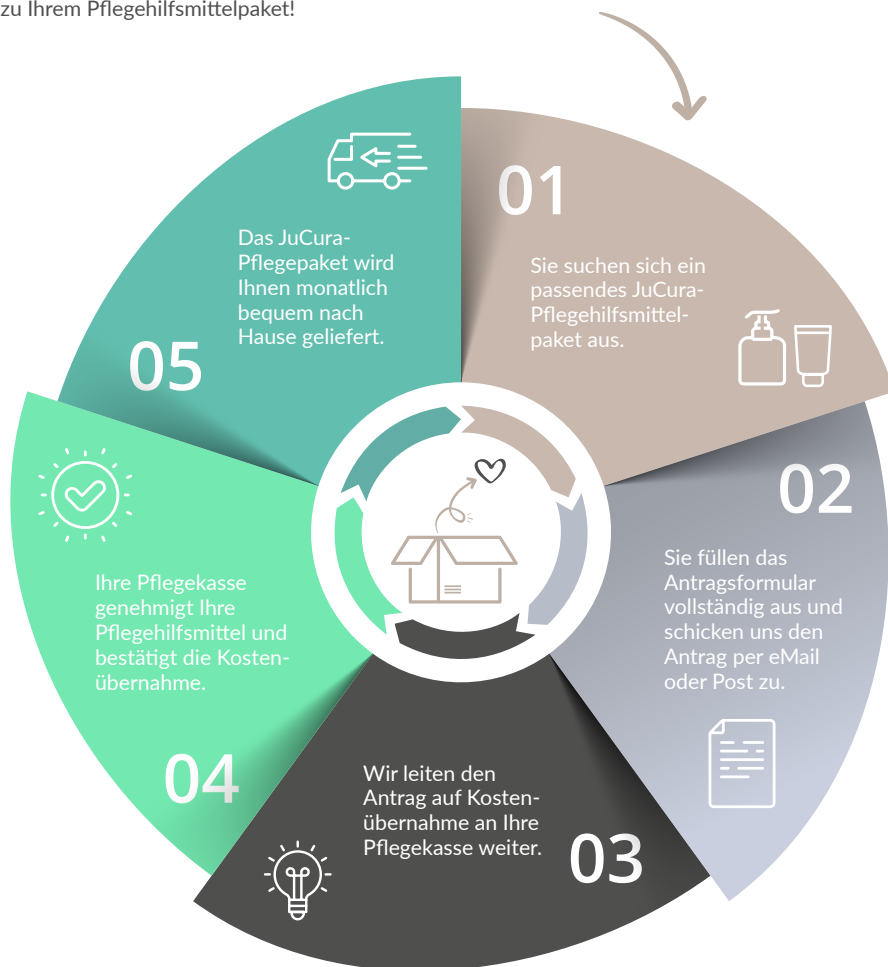 zu Ihrem Pflegehilfsmittelpaket!
01
Sie suchen sich ein
passendes JuCura-
Pflegehilfsmittel-
paket aus.
02
Sie füllen das
Antragsformular
vollständig aus und
schicken uns den
Antrag per eMail
oder Post zu.
03
Wir leiten den
Antrag auf Kosten-
übernahme an Ihre
Pflegekasse weiter.
04
Ihre Pflegekasse
genehmigt Ihre
Pflegehilfsmittel und
bestätigt die Kosten-
übernahme.
05
Das JuCura-
Pflegepaket wird
Ihnen monatlich
bequem nach
Hause geliefert.